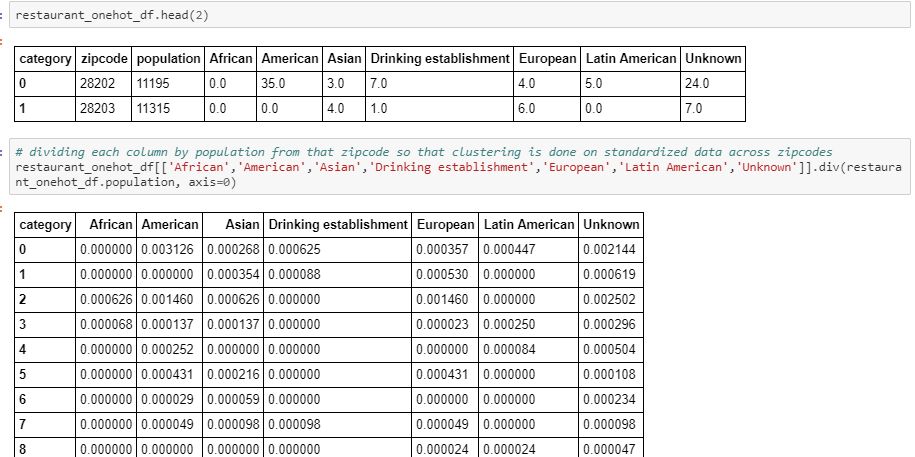 restaurant_onehot_df.head(2)
category zipcode population African American Asian Drinking establishment European Latin American Unknown
0 28202 11195 0.0 35.0 3.0 7.0 4.0 5.0 24.0
1 28203 11315 0.0 0.0 4.0 1.0 6.0 0.0 7.0
# dividing each column by population from that zipcode so that clustering is done on standardized data across zipcodes
restaurant_onehot_df[['African','American','Asian','Drinking establishment','European','Latin American','Unknown']].div(restaura
nt_onehot_df.population, axis=0)
category African American Asian Drinking establishment European Latin American Unknown
0 0.000000 0.003126 0.000268 0.000625 0.000357 0.000447 0.002144
1 0.000000 0.000000 0.000354 0.000088 0.000530 0.000000 0.000619
2 0.000626 0.001460 0.000626 0.000000 0.001460 0.000000 0.002502
3 0.000068 0.000137 0.000137 0.000000 0.000023 0.000250 0.000296
4 0.000000 0.000252 0.000000 0.000000 0.000000 0.000084 0.000504
5 0.000000 0.000431 0.000216 0.000000 0.000431 0.000000 0.000108
6 0.000000 0.000029 0.000059 0.000000 0.000000 0.000000 0.000234
7 0.000000 0.000049 0.000098 0.000098 0.000049 0.000000 0.000098
8 0.000000 0.000000 0.000000 0.000000 0.000024 0.000024 0.000047